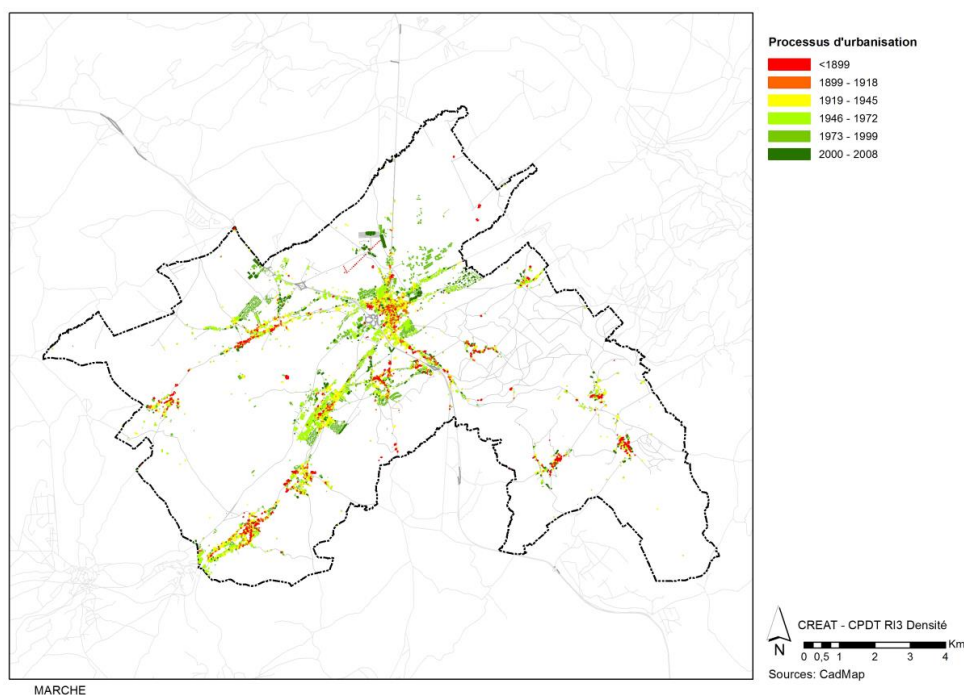 Processus d'urbanisation
<1899
1899 - 1918
1919 - 1945
1946 - 1972
1973 - 1999
2000 - 2008
CREAT - CPDT RI3 Densité
N
Km
0 0,5 1 2 3 4
Sources: CadMap
MARCHE